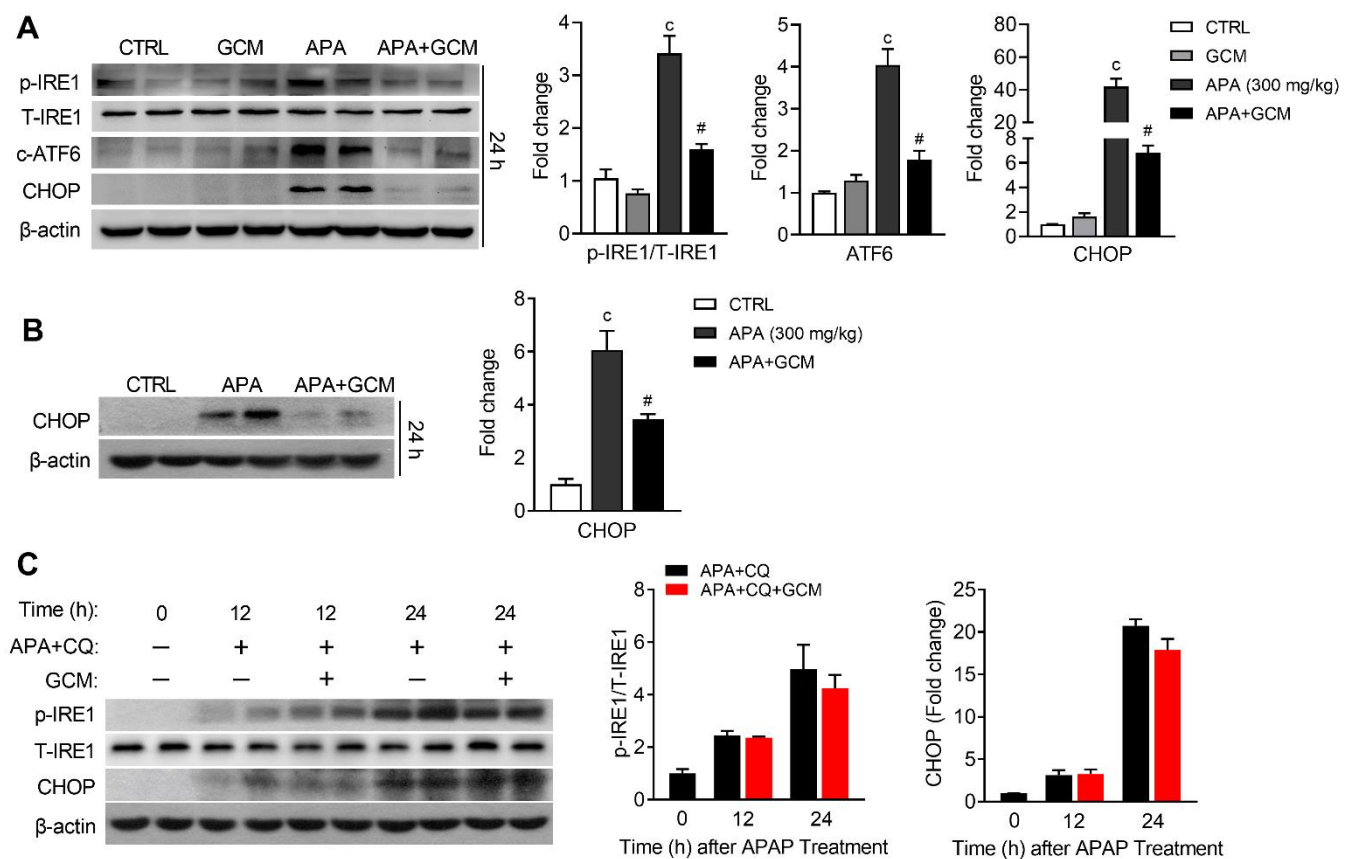 A
CTRL GCM APA APA+GCM
p-IRE1
T-IRE1
c-ATF6
CHOP
β-actin
24 h
Fold change
4
3
2
1
0
c
#
p-IRE1/T-IRE1
Fold change
5
4
3
2
1
0
c
#
ATF6
Fold change
80
60
40
20
8
6
4
2
0
c
#
CHOP
CTRL
GCM
APA (300 mg/kg)
APA+GCM
B
CTRL APA APA+GCM
CHOP
β-actin
24 h
Fold change
8
6
4
2
0
c
#
CHOP
CTRL
APA (300 mg/kg)
APA+GCM
C
Time (h): 0 12 12 24 24
APA+CQ: – + + + +
GCM: – – + – +
p-IRE1
T-IRE1
CHOP
β-actin
APA+CQ
APA+CQ+GCM
p-IRE1/T-IRE1
8
6
4
2
0
0 12 24
Time (h) after APAP Treatment
CHOP (Fold change)
25
20
15
10
5
0
0 12 24
Time (h) after APAP Treatment